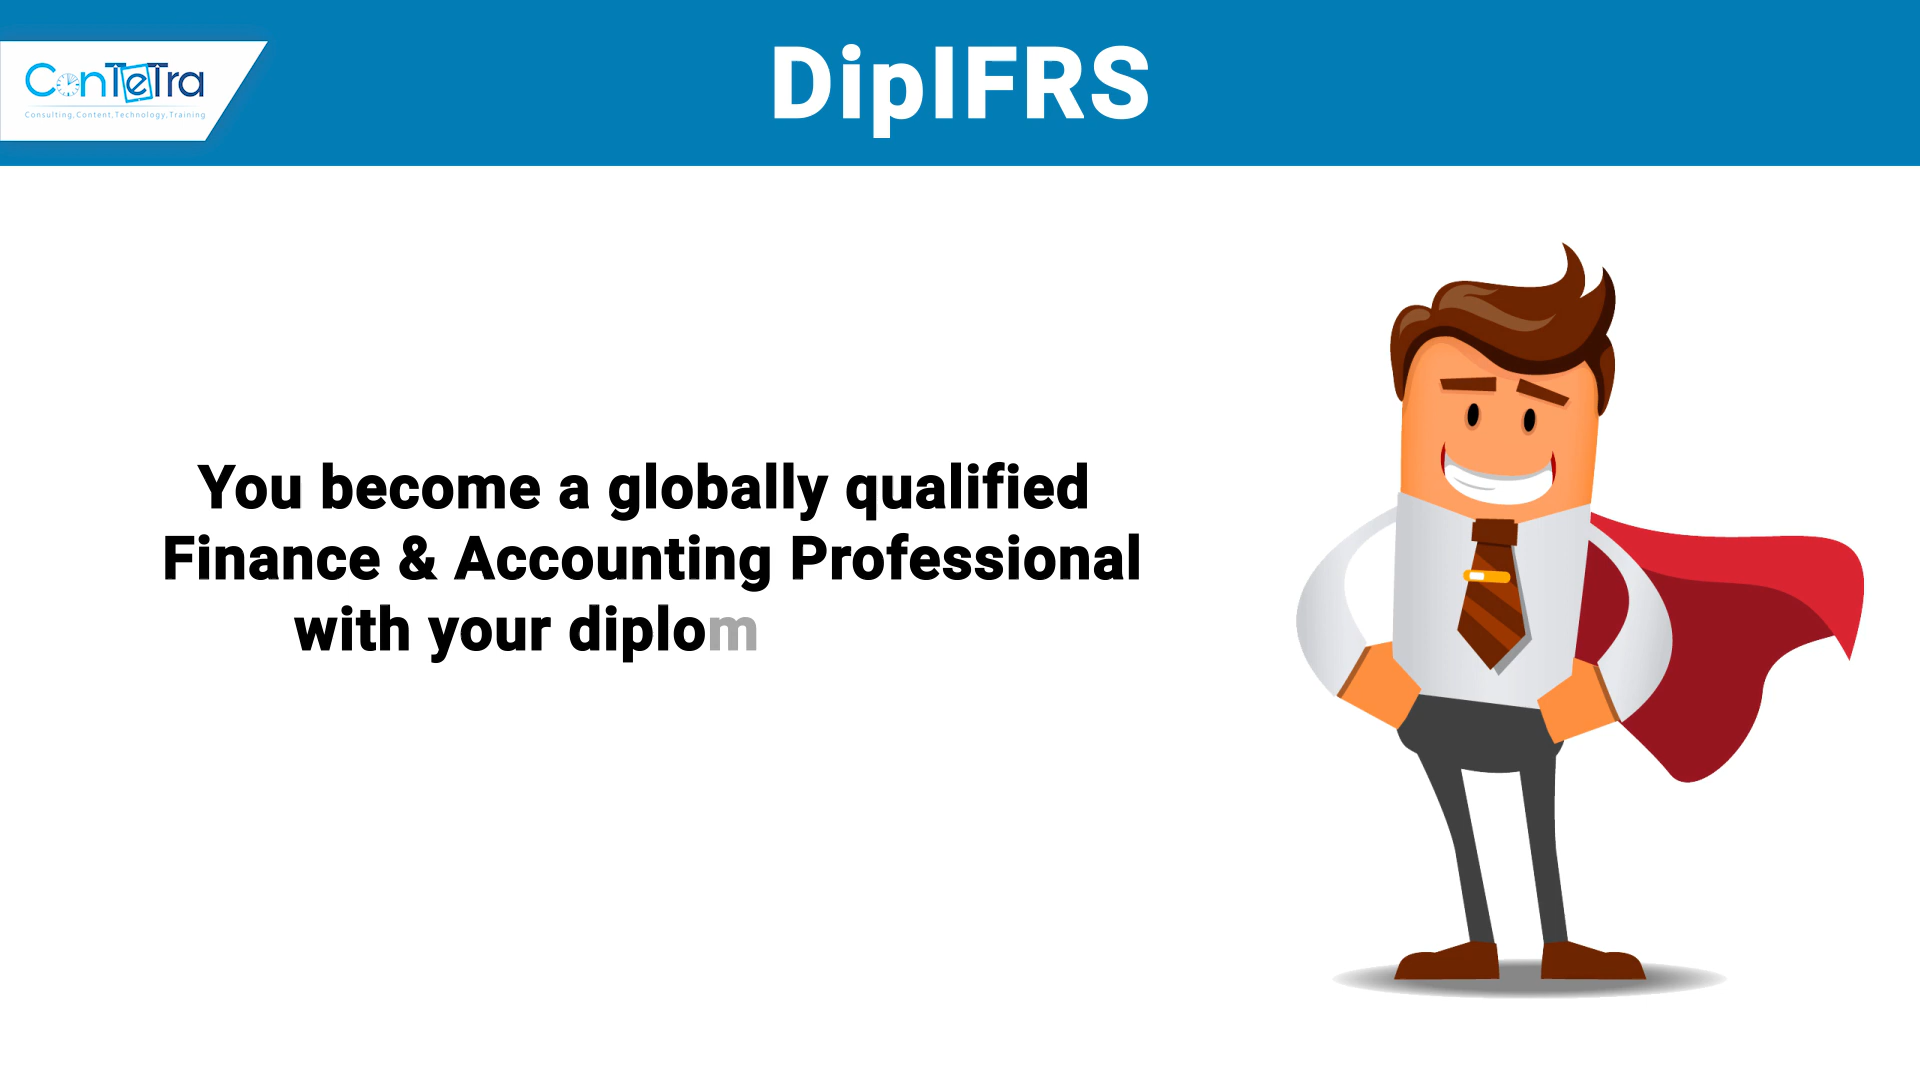 DipIFRS
ConTeTra
Consulting, Content, Technology, Training
You become a globally qualified
Finance & Accounting Professional
with your diplom